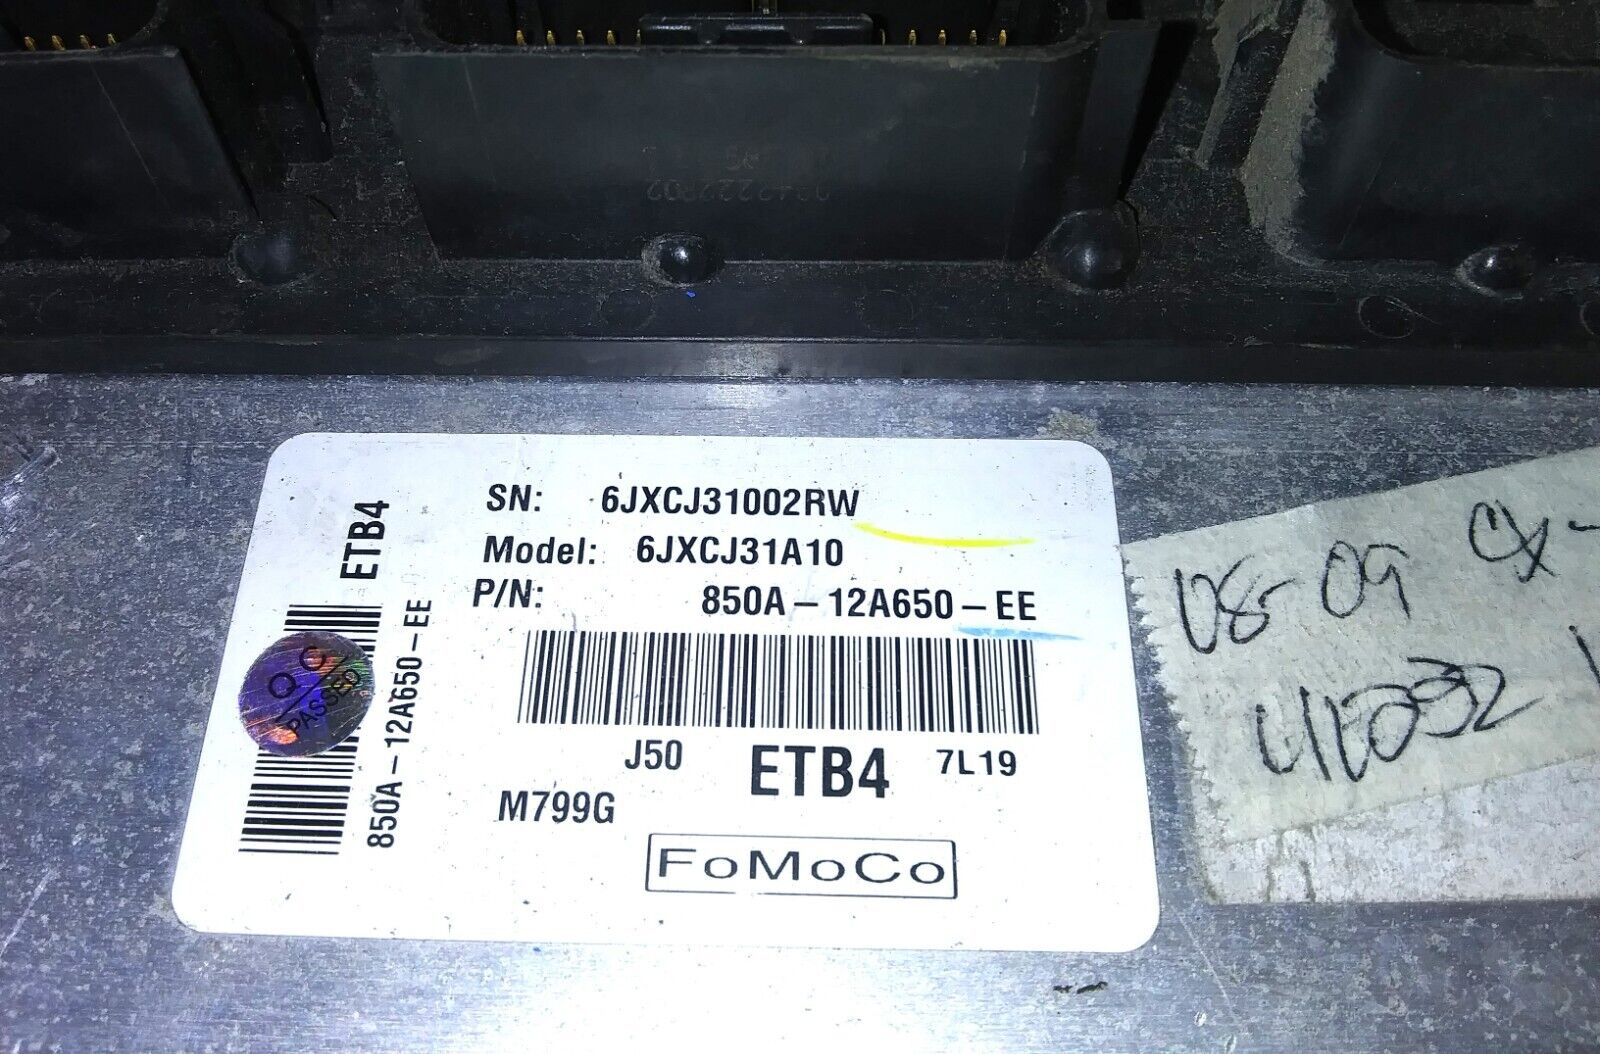 SN: 6JXCJ31002RW
Model: 6JXCJ31A10
P/N: 850A-12A650-EE
J50 ETB4 7L19
M799G
FoMoCo
ETB4
850A-12A650-EE
Q C
PASSED
08-09 CX-